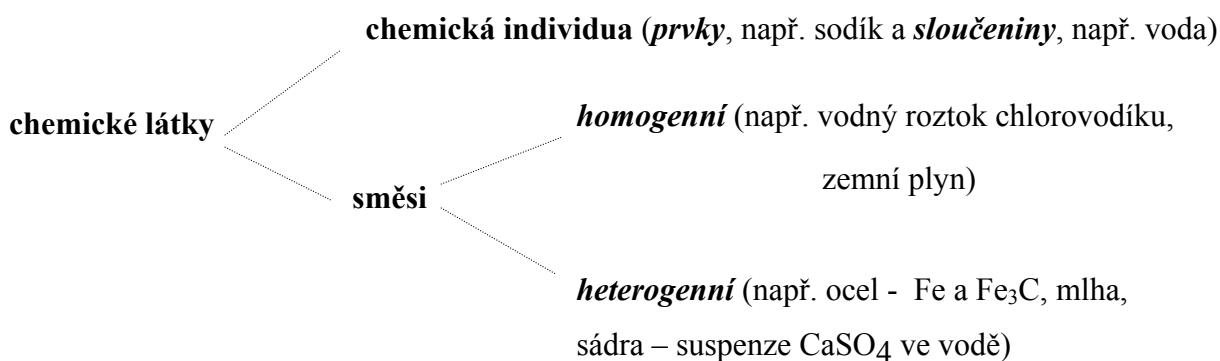 chemická individua (prvky, např. sodík a sloučeniny, např. voda)
chemické látky
homogenní (např. vodný roztok chlorovodíku,
zemní plyn)
směsi
heterogenní (např. ocel - Fe a Fe₃C, mlha,
sádra – suspenze CaSO4 ve vodě)